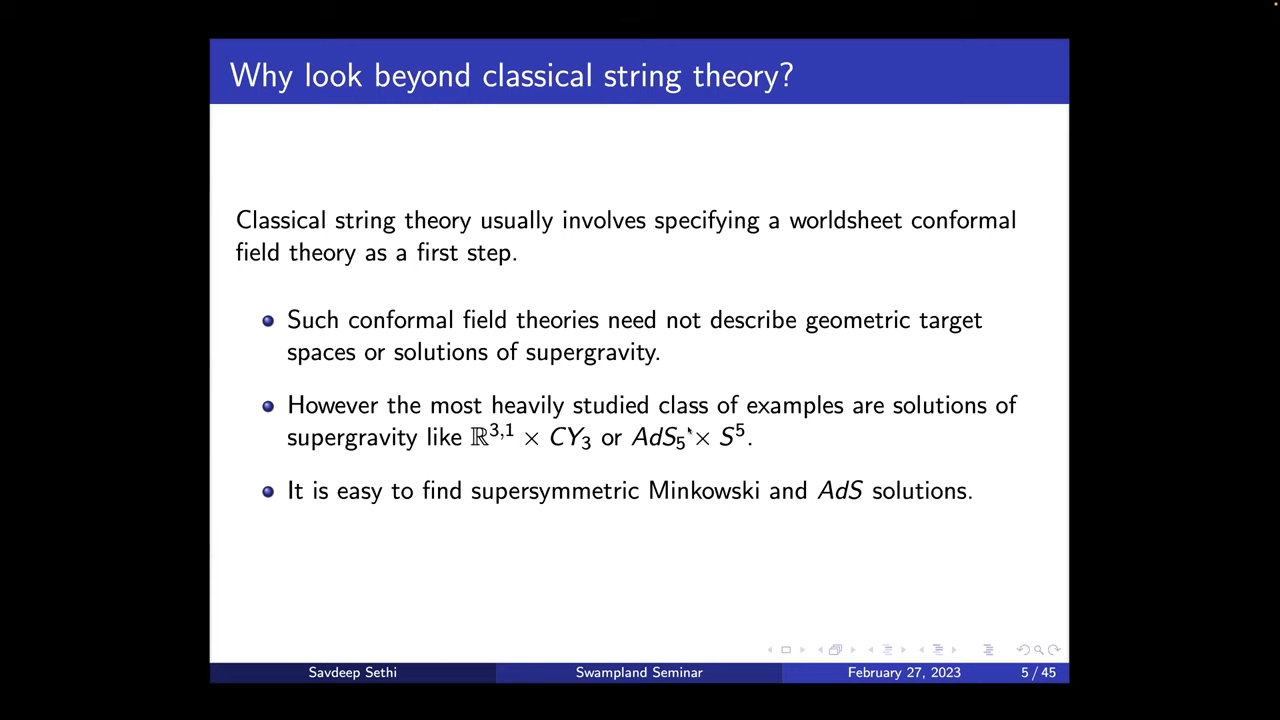 Why look beyond classical string theory?
Classical string theory usually involves specifying a worldsheet conformal
field theory as a first step.
Such conformal field theories need not describe geometric target
spaces or solutions of supergravity.
However the most heavily studied class of examples are solutions of
supergravity like ℝ³,¹ × CY₃ or AdS₅ × S⁵.
It is easy to find supersymmetric Minkowski and AdS solutions.
Savdeep Sethi Swampland Seminar February 27, 2023 5 / 45